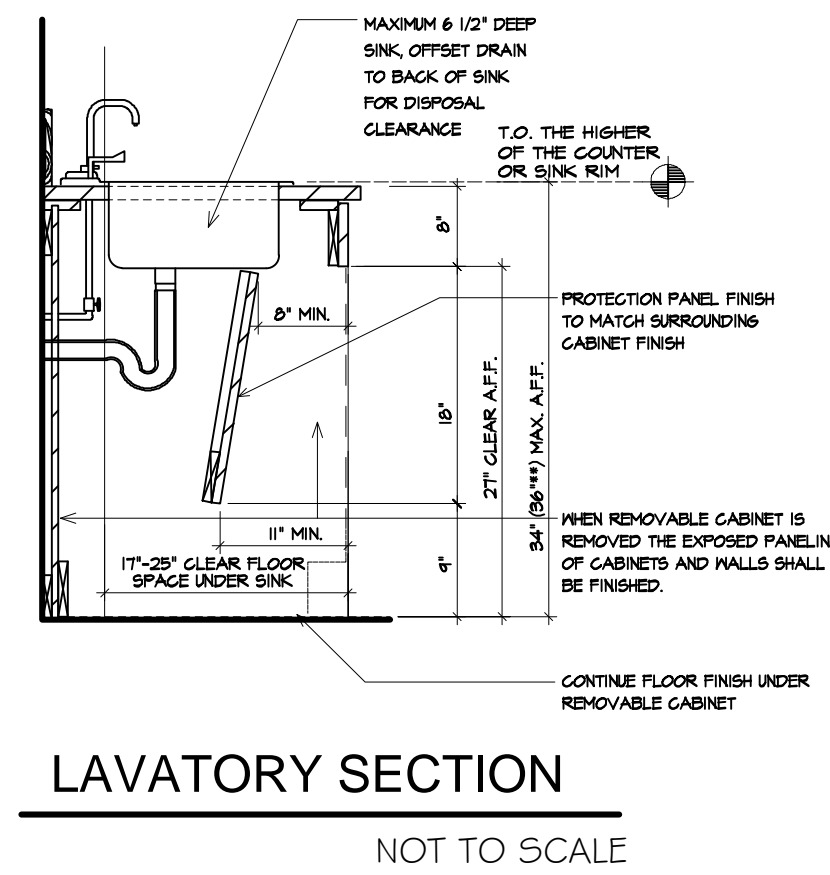 MAXIMUM 6 1/2" DEEP
SINK, OFFSET DRAIN
TO BACK OF SINK
FOR DISPOSAL
CLEARANCE
T.O. THE HIGHER
OF THE COUNTER
OR SINK RIM
8"
8" MIN.
PROTECTION PANEL FINISH
TO MATCH SURROUNDING
CABINET FINISH
18"
27" CLEAR A.F.F.
34" (36"**) MAX. A.F.F.
11" MIN.
17"-25" CLEAR FLOOR
SPACE UNDER SINK
9"
WHEN REMOVABLE CABINET IS
REMOVED THE EXPOSED PANELIN
OF CABINETS AND WALLS SHALL
BE FINISHED.
CONTINUE FLOOR FINISH UNDER
REMOVABLE CABINET
LAVATORY SECTION
NOT TO SCALE